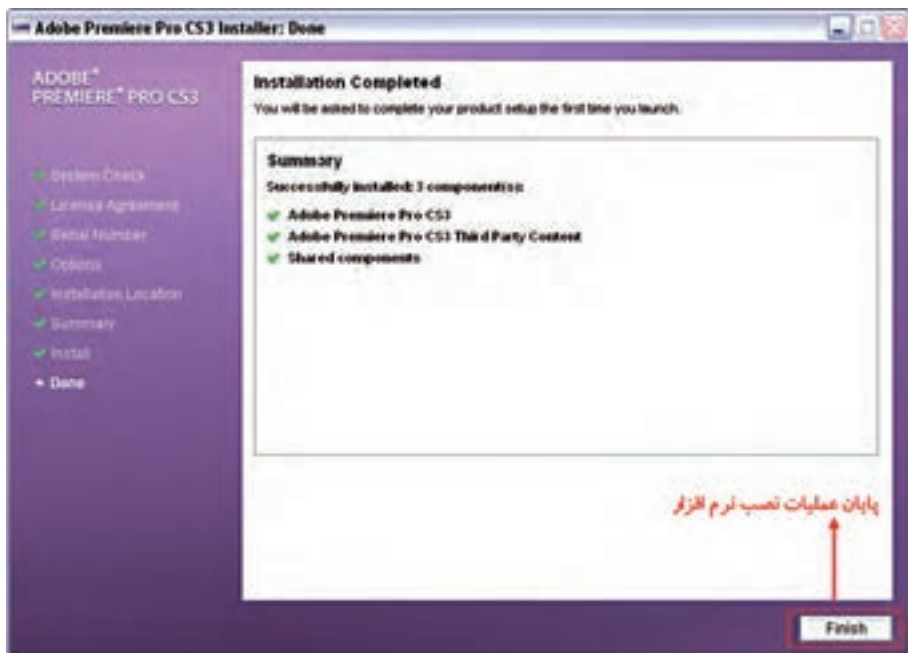 Adobe Premiere Pro CS3 Installer: Done
ADOBE®
PREMIERE® PRO CS3
System Check
License Agreement
Serial Number
Options
Installation Location
Summary
Install
Done
Installation Completed
You will be asked to complete your product setup the first time you launch.
Summary
Successfully installed: 3 component(s):
Adobe Premiere Pro CS3
Adobe Premiere Pro CS3 Third Party Content
Shared components
پایان عملیات نصب نرم افزار
Finish